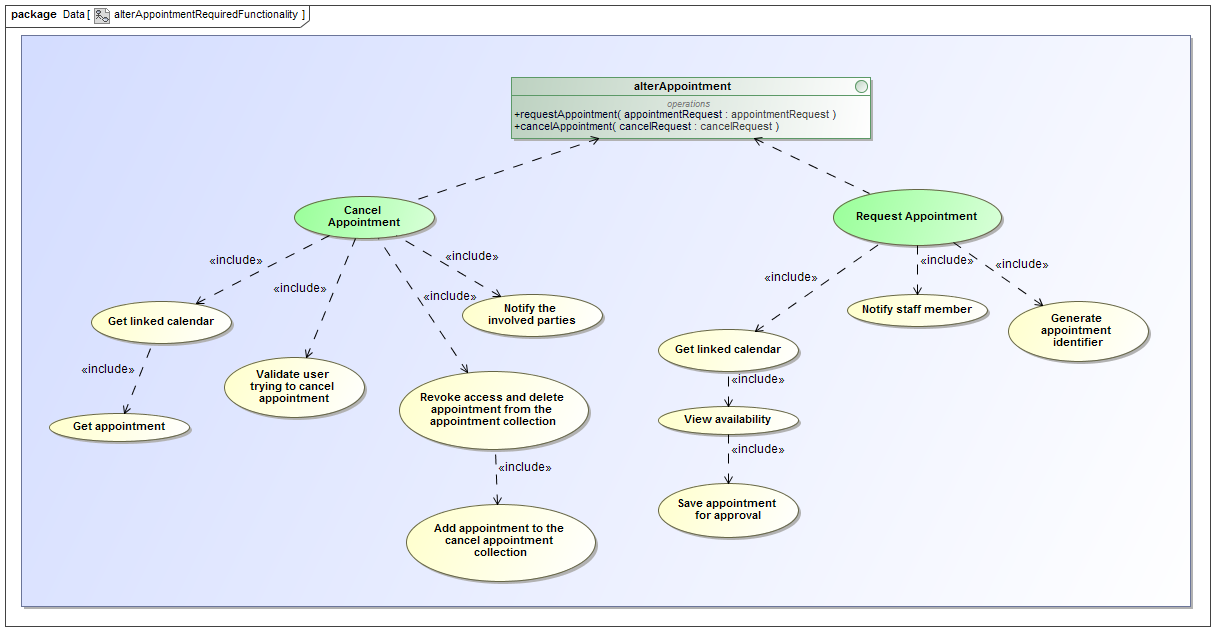 package Data [ alterAppointmentRequiredFunctionality ]
alterAppointment
operations
+requestAppointment( appointmentRequest : appointmentRequest )
+cancelAppointment( cancelRequest : cancelRequest )
Cancel
Appointment
Request Appointment
«include»
«include»
«include»
«include»
«include»
«include»
«include»
Get linked calendar
Notify the
involved parties
Notify staff member
Generate
appointment
identifier
Get linked calendar
«include»
«include»
Validate user
trying to cancel
appointment
Revoke access and delete
appointment from the
appointment collection
Get appointment
View availability
«include»
«include»
Save appointment
for approval
Add appointment to the
cancel appointment
collection